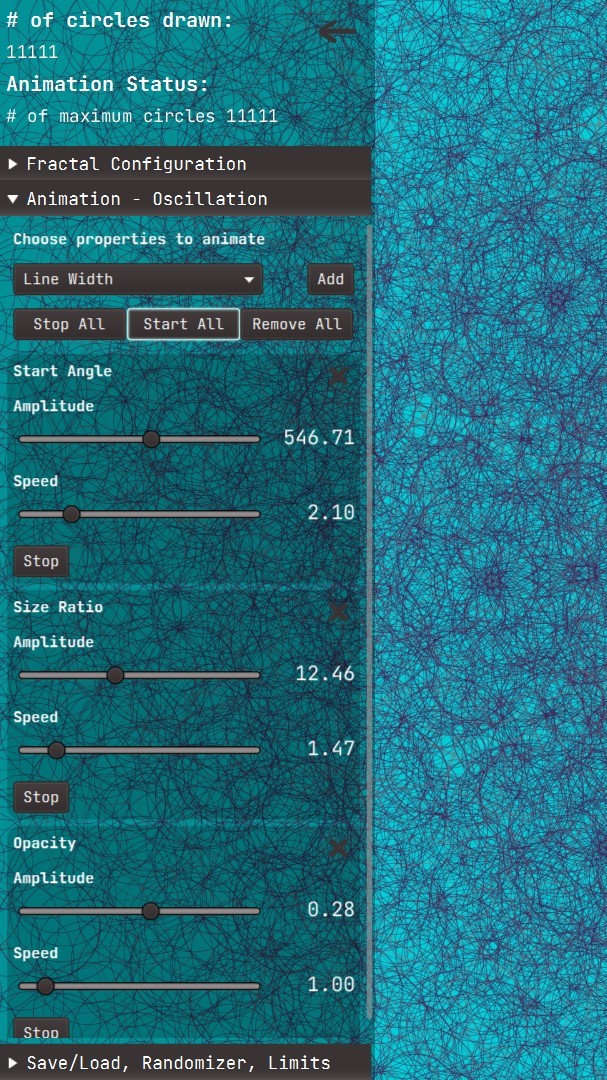 # of circles drawn:
11111
Animation Status:
# of maximum circles 11111
Fractal Configuration
Animation - Oscillation
Choose properties to animate
Line Width
Add
Stop All Start All Remove All
Start Angle
Amplitude
546.71
Speed
2.10
Stop
Size Ratio
Amplitude
12.46
Speed
1.47
Stop
Opacity
Amplitude
0.28
Speed
1.00
Stop
Save/Load, Randomizer, Limits